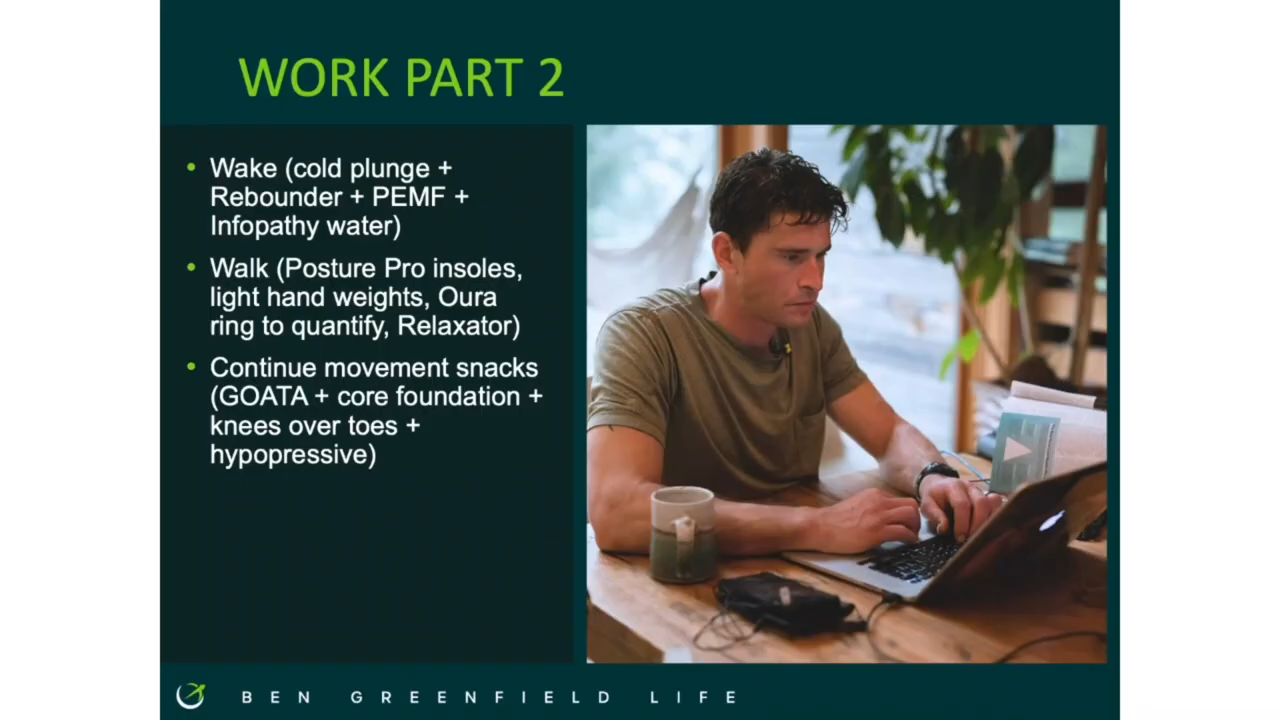 WORK PART 2
• Wake (cold plunge +
Rebounder + PEMF +
Infopathy water)
• Walk (Posture Pro insoles,
light hand weights, Oura
ring to quantify, Relaxator)
• Continue movement snacks
(GOATA + core foundation +
knees over toes +
hypopressive)
BEN GREENFIELD LIFE